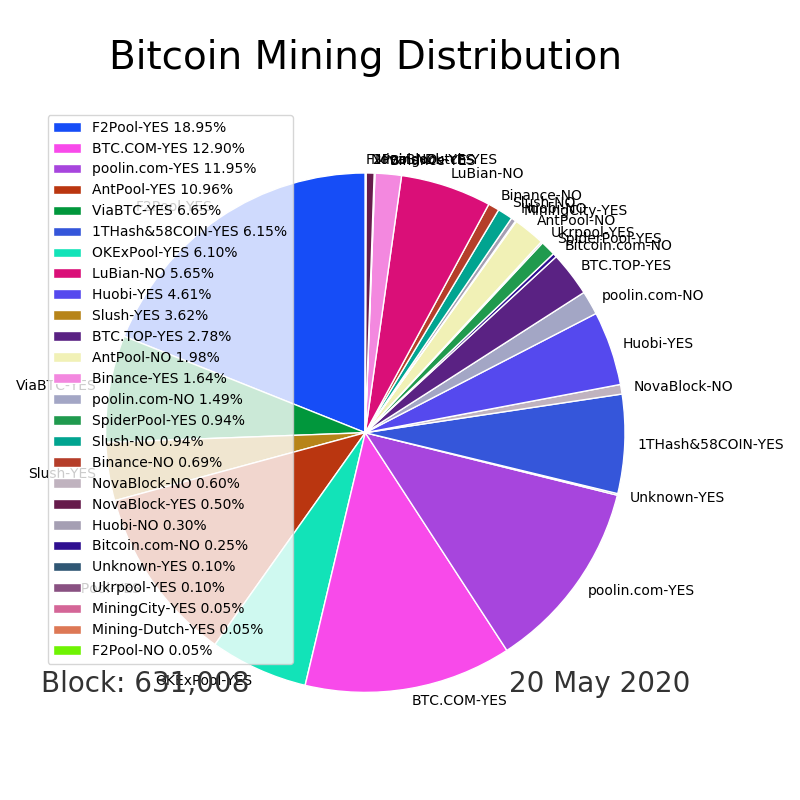 Bitcoin Mining Distribution
F2Pool-YES 18.95%
BTC.COM-YES 12.90%
poolin.com-YES 11.95%
AntPool-YES 10.96%
ViaBTC-YES 6.65%
1THash&58COIN-YES 6.15%
OKExPool-YES 6.10%
LuBian-NO 5.65%
Huobi-YES 4.61%
Slush-YES 3.62%
BTC.TOP-YES 2.78%
AntPool-NO 1.98%
Binance-YES 1.64%
poolin.com-NO 1.49%
SpiderPool-YES 0.94%
Slush-NO 0.94%
Binance-NO 0.69%
NovaBlock-NO 0.60%
NovaBlock-YES 0.50%
Huobi-NO 0.30%
Bitcoin.com-NO 0.25%
Unknown-YES 0.10%
Ukrpool-YES 0.10%
MiningCity-YES 0.05%
Mining-Dutch-YES 0.05%
F2Pool-NO 0.05%
LuBian-NO
Binance-NO
Slush-NO
Huobi-NO
MiningCity-YES
AntPool-NO
Ukrpool-YES
SpiderPool-YES
Bitcoin.com-NO
BTC.TOP-YES
poolin.com-NO
Huobi-YES
NovaBlock-NO
1THash&58COIN-YES
Unknown-YES
poolin.com-YES
BTC.COM-YES
OKExPool-YES
Slush-YES
ViaBTC-YES
F2Pool-YES
Block: 631,008
20 May 2020